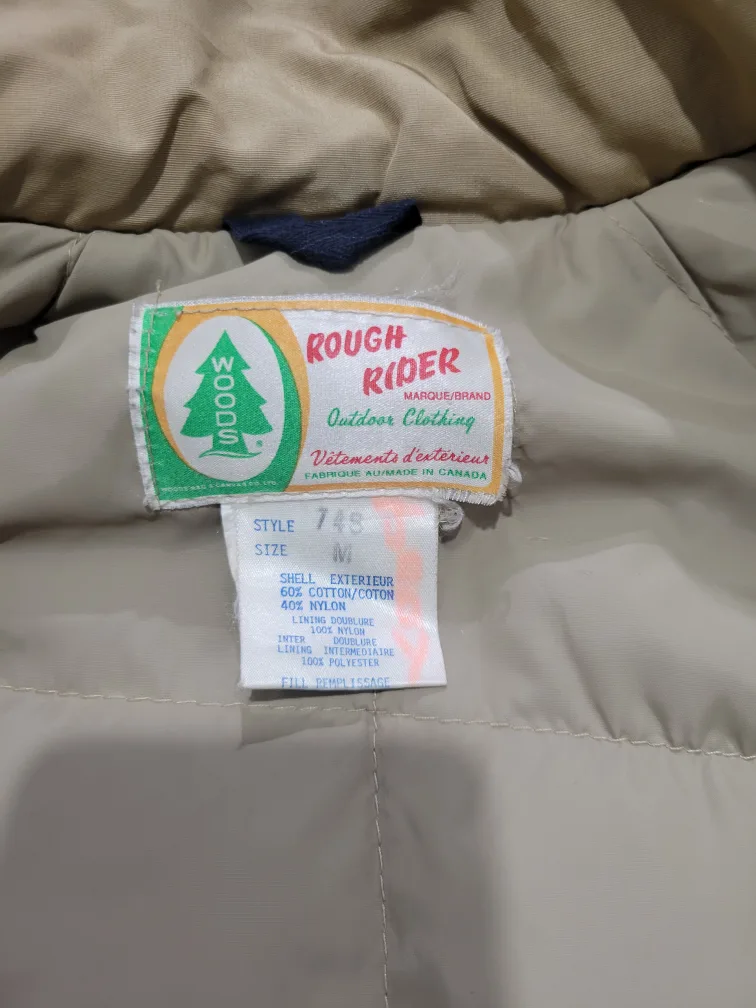 WOODS
®
ROUGH
RIDER
MARQUE/BRAND
Outdoor Clothing
Vêtements d'extérieur
FABRIQUE AU/MADE IN CANADA
STYLE 748
SIZE M
SHELL EXTERIEUR
60% COTTON/COTON
40% NYLON
LINING DOUBLURE
100% NYLON
INTER DOUBLURE
LINING INTERMEDIAIRE
100% POLYESTER
FILL REMPLISSAGE